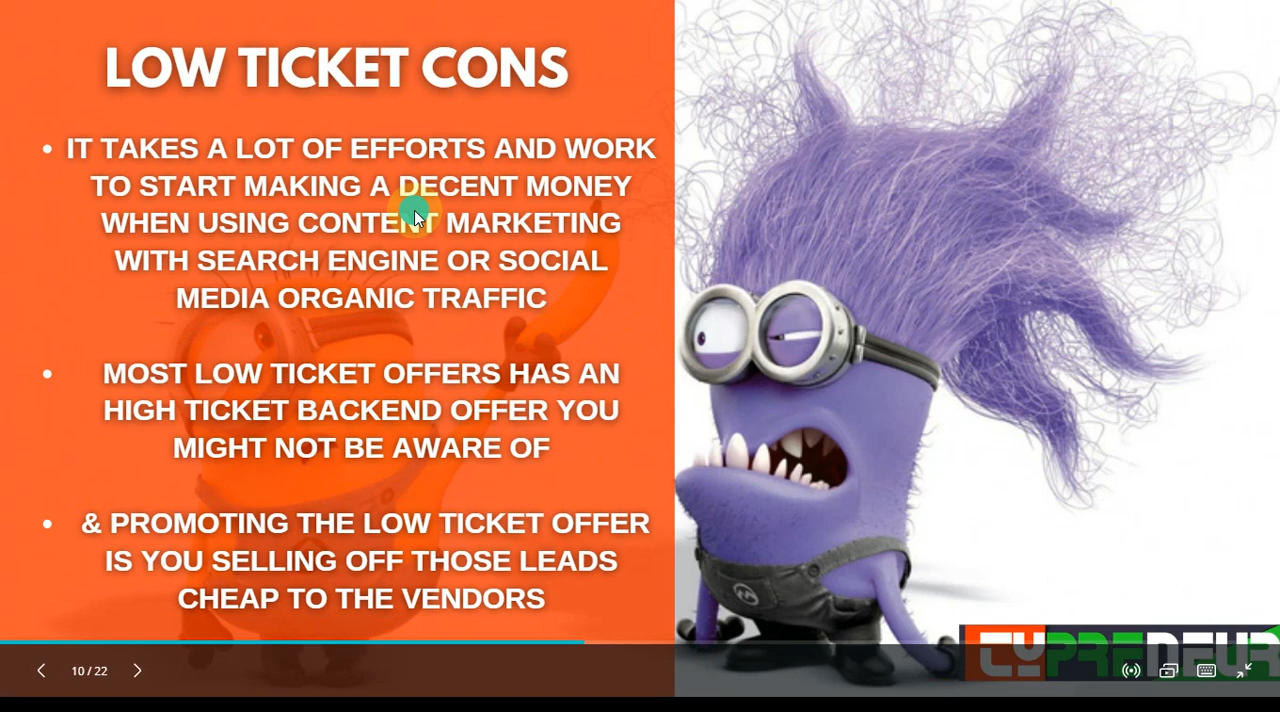 LOW TICKET CONS
• IT TAKES A LOT OF EFFORTS AND WORK
TO START MAKING A DECENT MONEY
WHEN USING CONTENT MARKETING
WITH SEARCH ENGINE OR SOCIAL
MEDIA ORGANIC TRAFFIC
• MOST LOW TICKET OFFERS HAS AN
HIGH TICKET BACKEND OFFER YOU
MIGHT NOT BE AWARE OF
• & PROMOTING THE LOW TICKET OFFER
IS YOU SELLING OFF THOSE LEADS
CHEAP TO THE VENDORS
TYPRENEUR
10 / 22